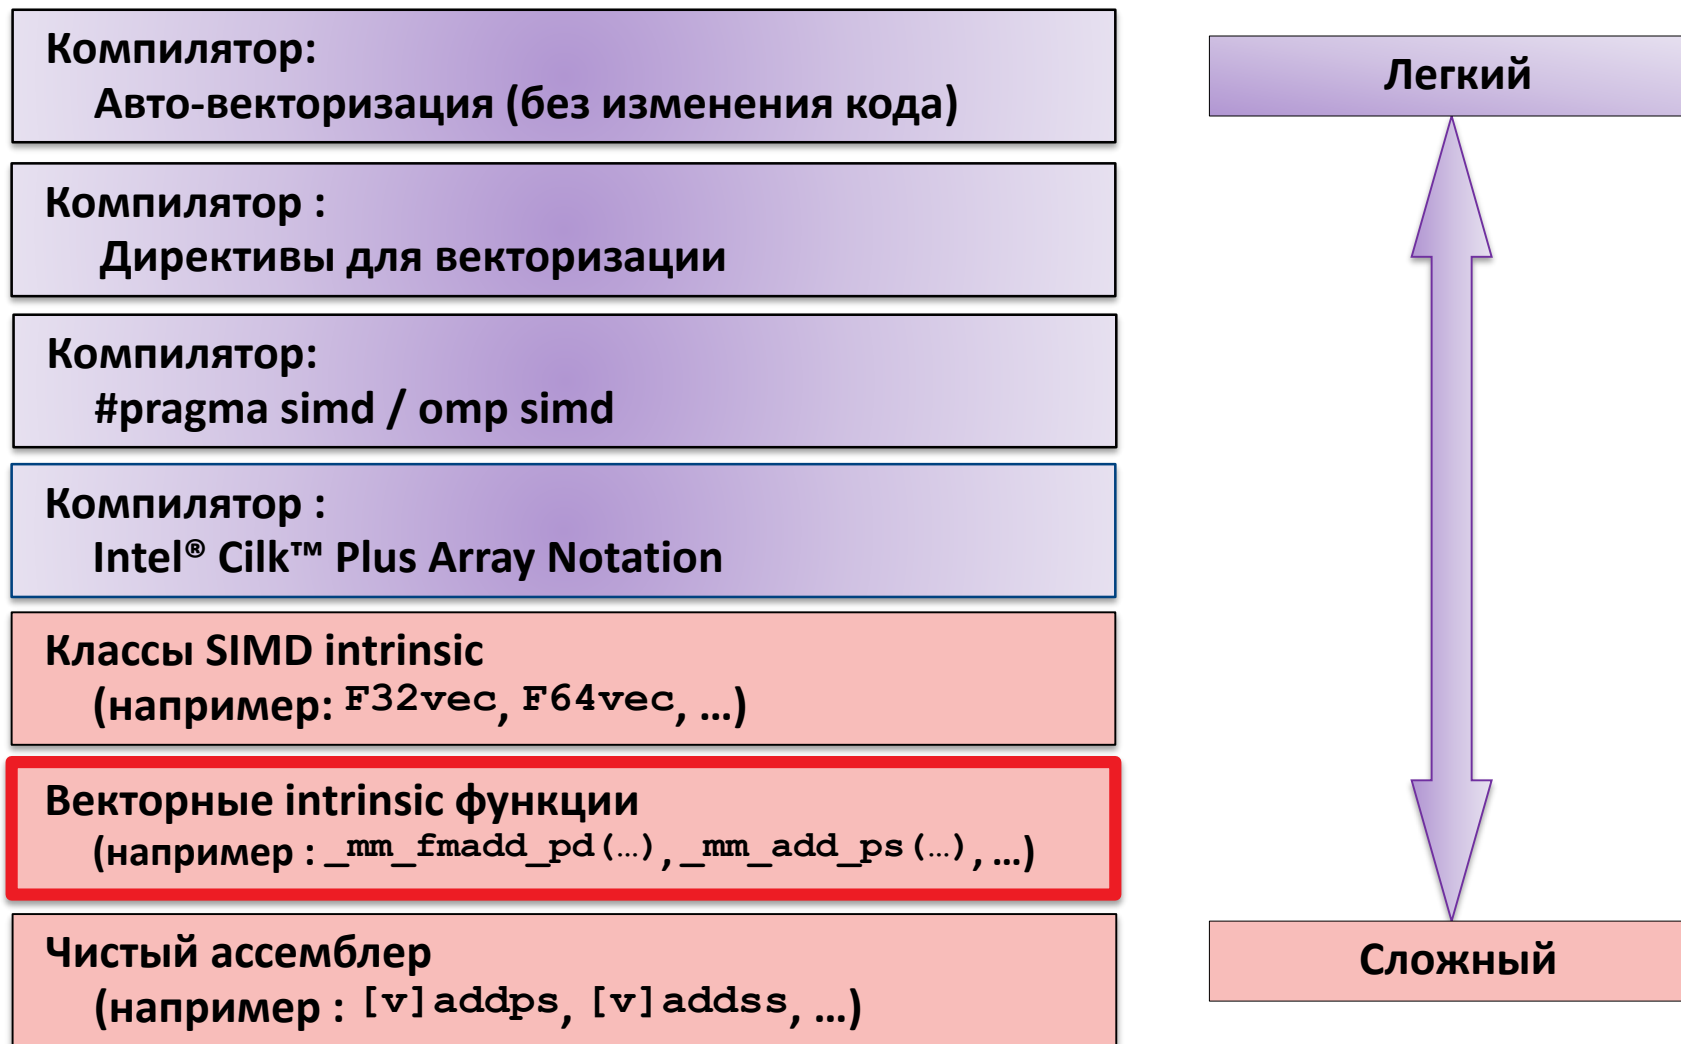 Компилятор:
Авто-векторизация (без изменения кода)
Компилятор :
Директивы для векторизации
Компилятор:
#pragma simd / omp simd
Компилятор :
Intel® Cilk™ Plus Array Notation
Классы SIMD intrinsic
(например: F32vec, F64vec, …)
Векторные intrinsic функции
(например : _mm_fmadd_pd(…), _mm_add_ps(…), …)
Чистый ассемблер
(например : [v]addps, [v]addss, …)
Легкий
Сложный